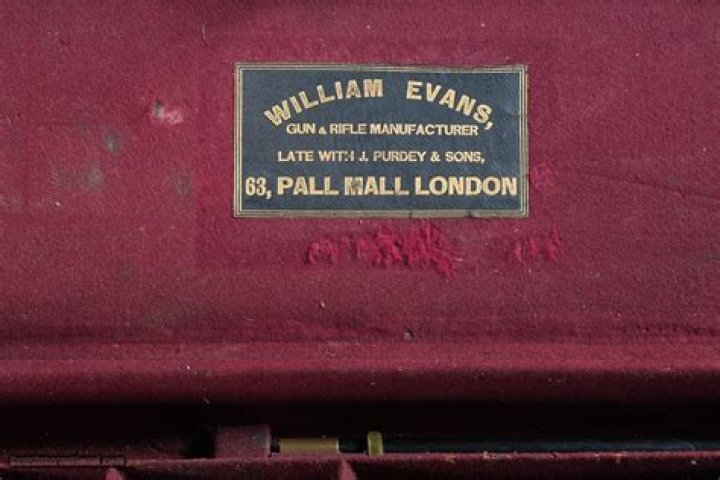 WILLIAM EVANS,
GUN & RIFLE MANUFACTURER
LATE WITH J. PURDEY & SONS,
63, PALL MALL LONDON